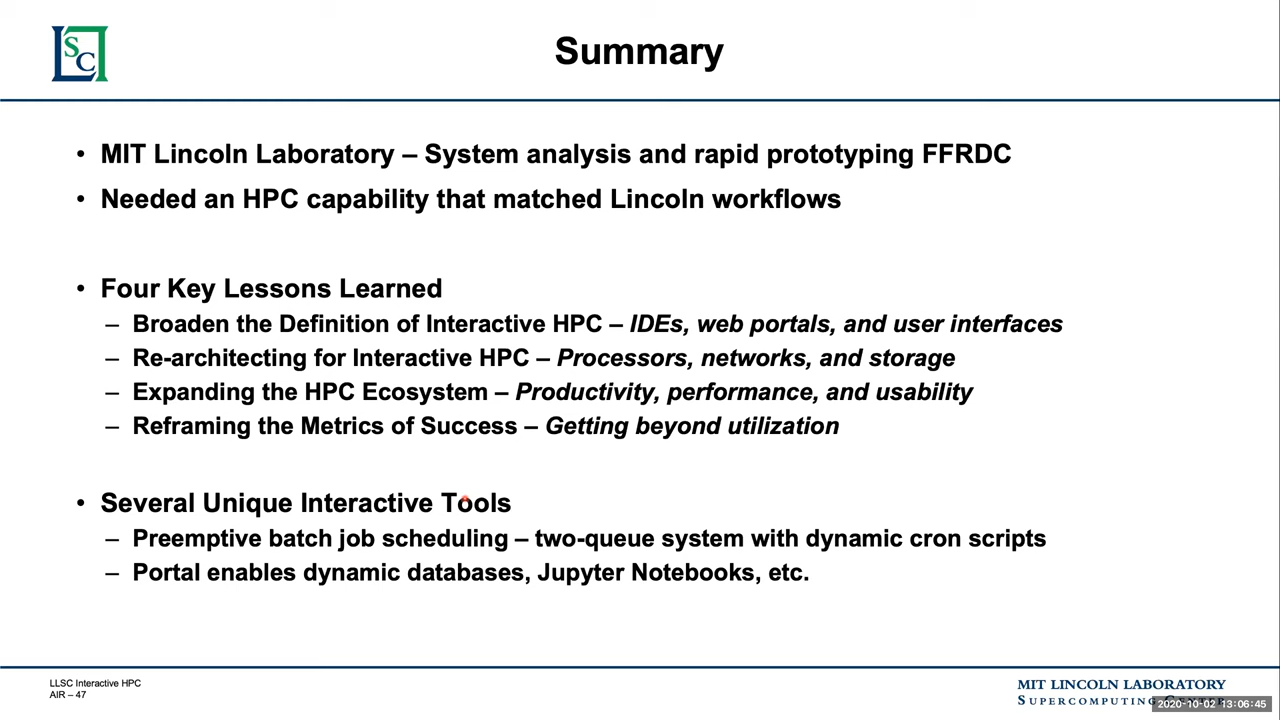 LSC
Summary
• MIT Lincoln Laboratory – System analysis and rapid prototyping FFRDC
• Needed an HPC capability that matched Lincoln workflows
• Four Key Lessons Learned
– Broaden the Definition of Interactive HPC – IDEs, web portals, and user interfaces
– Re-architecting for Interactive HPC – Processors, networks, and storage
– Expanding the HPC Ecosystem – Productivity, performance, and usability
– Reframing the Metrics of Success – Getting beyond utilization
• Several Unique Interactive Tools
– Preemptive batch job scheduling – two-queue system with dynamic cron scripts
– Portal enables dynamic databases, Jupyter Notebooks, etc.
LLSC Interactive HPC
AIR – 47
MIT LINCOLN LABORATORY
SUPERCOMPUTING CENTER
2020-10-02 13:06:45